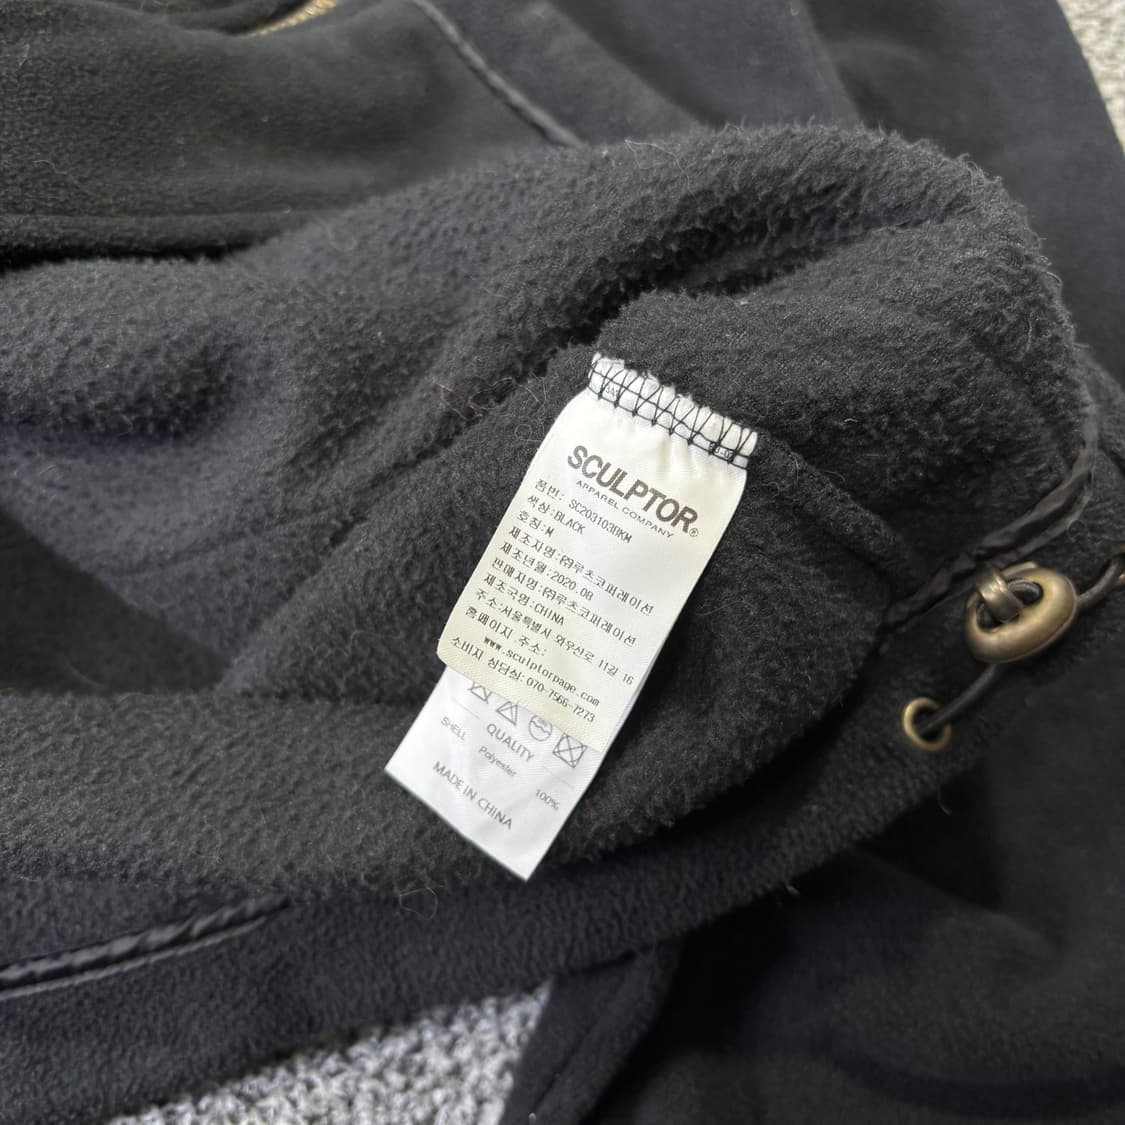 SCULPTOR®
APPAREL COMPANY
품번: SC203103BKM
색상:BLACK
호칭:M
제조자명:㈜루츠코퍼레이션
제조년월:2020.08
판매자명:㈜루츠코퍼레이션
제조국명:CHINA
주소:서울특별시 와우산로 11길 16
홈페이지 주소:
www.sculptorpage.com
소비자 상담실:070-7566-7273
QUALITY
SHELL Polyester 100%
MADE IN CHINA